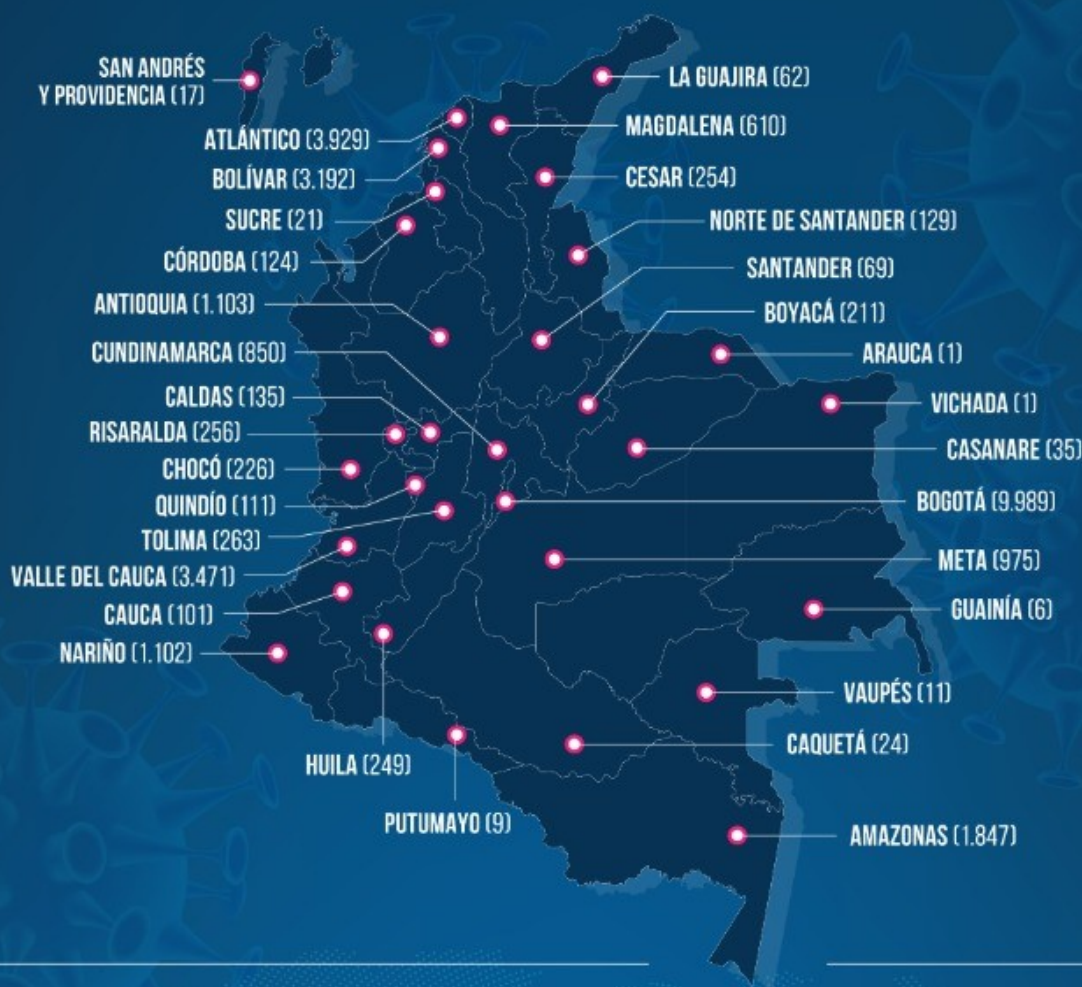 SAN ANDRÉS
Y PROVIDENCIA (17)
ATLÁNTICO (3.929)
BOLÍVAR (3.192)
SUCRE (21)
CÓRDOBA (124)
ANTIOQUIA (1.103)
CUNDINAMARCA (850)
CALDAS (135)
RISARALDA (256)
CHOCÓ (226)
QUINDÍO (111)
TOLIMA (263)
VALLE DEL CAUCA (3.471)
CAUCA (101)
NARIÑO (1.102)
HUILA (249)
PUTUMAYO (9)
LA GUAJIRA (62)
MAGDALENA (610)
CESAR (254)
NORTE DE SANTANDER (129)
SANTANDER (69)
BOYACÁ (211)
ARAUCA (1)
VICHADA (1)
CASANARE (35)
BOGOTÁ (9.989)
META (975)
GUAINÍA (6)
VAUPÉS (11)
CAQUETÁ (24)
AMAZONAS (1.847)